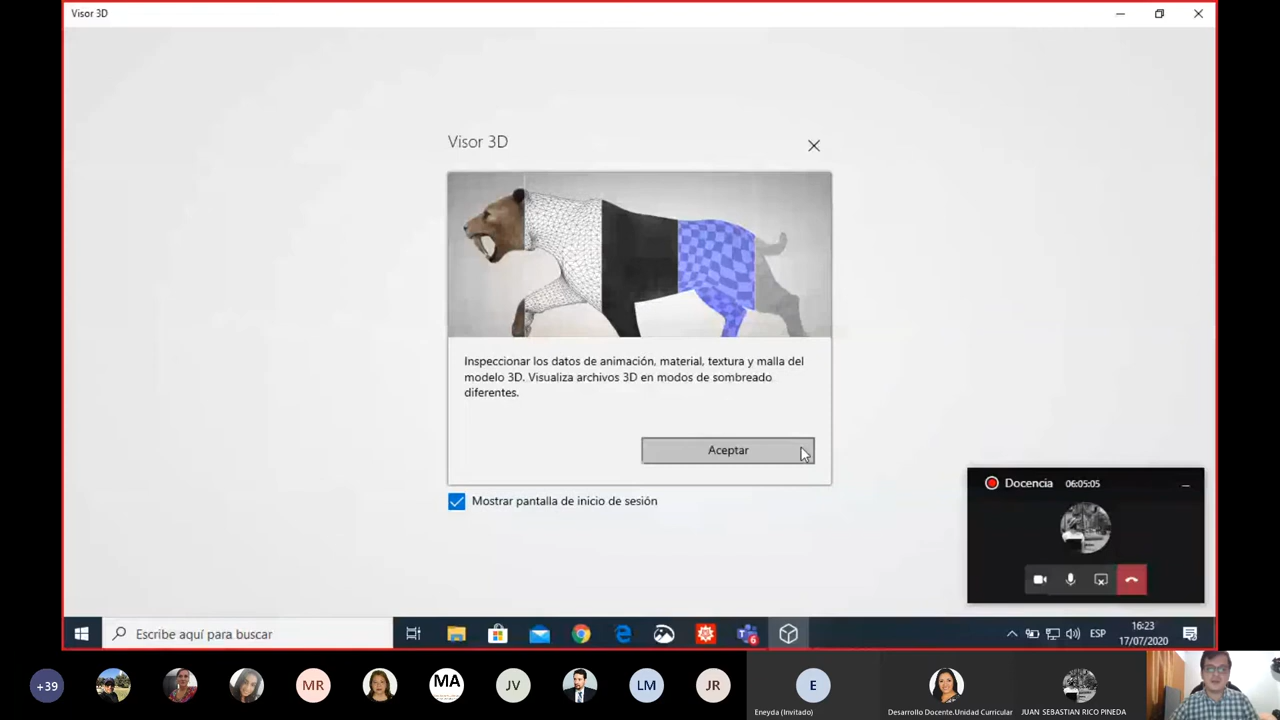 Visor 3D
Visor 3D
Inspeccionar los datos de animación, material, textura y malla del
modelo 3D. Visualiza archivos 3D en modos de sombreado
diferentes.
Aceptar
Mostrar pantalla de inicio de sesión
Docencia 06:05:05
Escribe aquí para buscar
6
ESP
16:23
17/07/2020
+39
MR
MA
JV
LM
JR
E
Eneyda (Invitado)
Desarrollo Docente.Unidad Curricular
JUAN SEBASTIAN RICO PINEDA